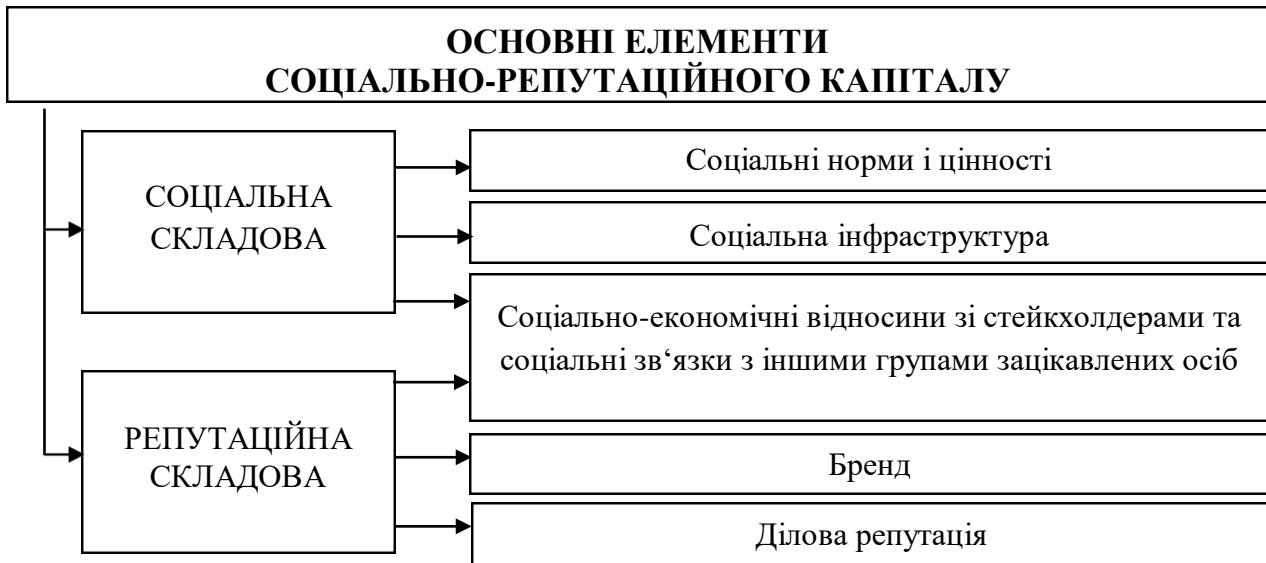 ОСНОВНІ ЕЛЕМЕНТИ
СОЦІАЛЬНО-РЕПУТАЦІЙНОГО КАПІТАЛУ
СОЦІАЛЬНА
СКЛАДОВА
Соціальні норми і цінності
Соціальна інфраструктура
Соціально-економічні відносини зі стейкхолдерами та
соціальні зв‘язки з іншими групами зацікавлених осіб
РЕПУТАЦІЙНА
СКЛАДОВА
Бренд
Ділова репутація